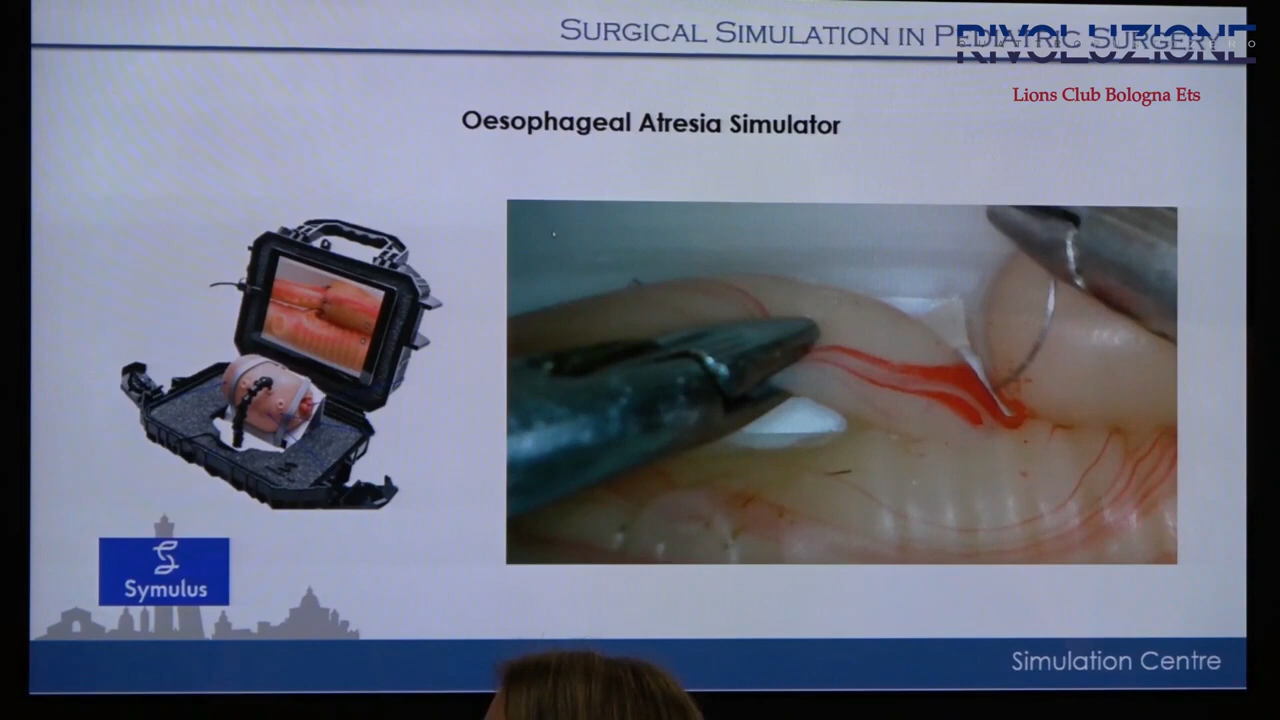 SURGICAL SIMULATION IN PEDIATRIC SURGERY
RIVOLUZIONE
Lions Club Bologna Ets
Oesophageal Atresia Simulator
Symulus
Simulation Centre